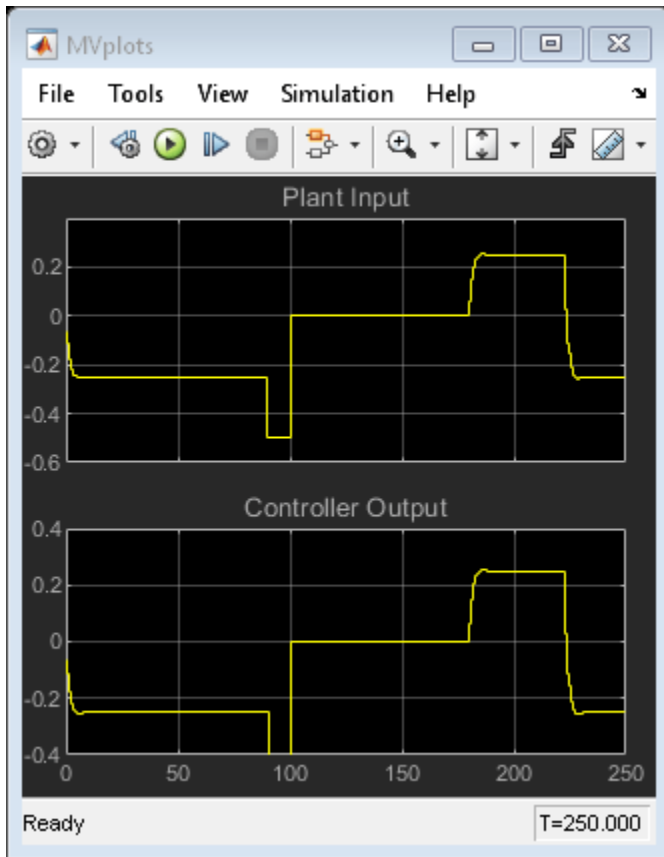 MVplots
File Tools View Simulation Help
Plant Input
0.2
0
-0.2
-0.4
-0.6
Controller Output
0.4
0.2
0
-0.2
-0.4
0 50 100 150 200 250
Ready T=250.000